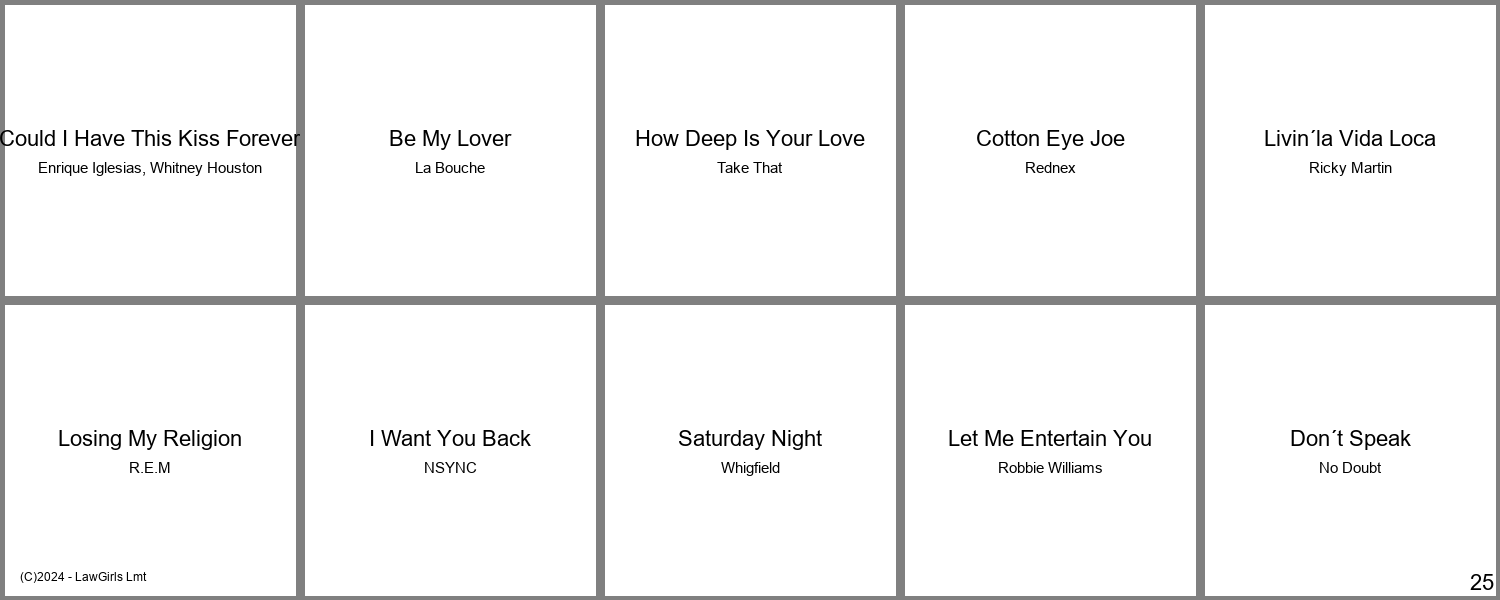 Could I Have This Kiss Forever
Enrique Iglesias, Whitney Houston
Be My Lover
La Bouche
How Deep Is Your Love
Take That
Cotton Eye Joe
Rednex
Livin´la Vida Loca
Ricky Martin
Losing My Religion
R.E.M
I Want You Back
NSYNC
Saturday Night
Whigfield
Let Me Entertain You
Robbie Williams
Don´t Speak
No Doubt
(C)2024 - LawGirls Lmt
25